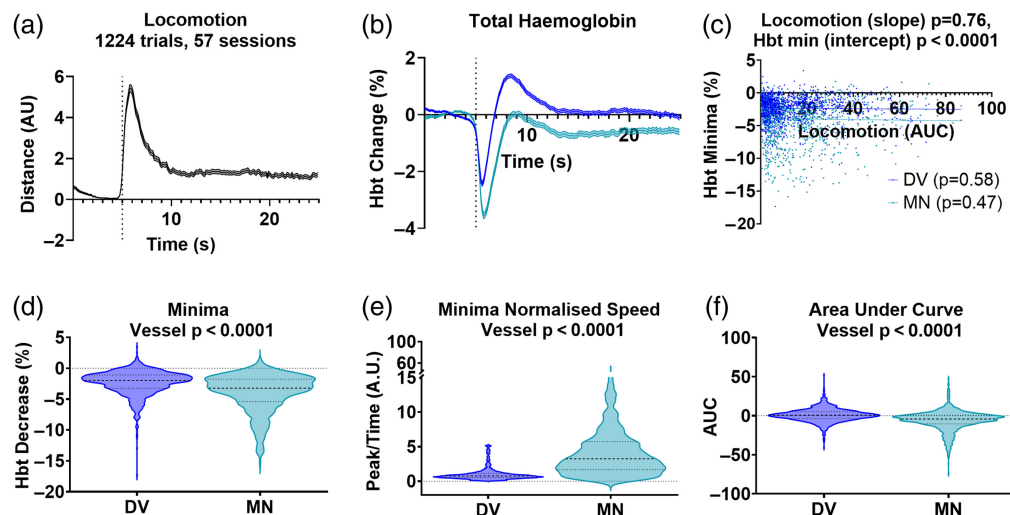 (a)
Locomotion
1224 trials, 57 sessions
Distance (AU)
6
4
2
0
−2
10
20
Time (s)
(b)
Total Haemoglobin
Hbt Change (%)
2
0
−2
−4
10
20
Time (s)
(c)
Locomotion (slope) p=0.76,
Hbt min (intercept) p < 0.0001
Hbt Minima
5
0
−5
−10
−15
−20
20
40
60
80
100
Locomotion (AUC)
DV (p=0.58)
MN (p=0.47)
(d)
Minima
Vessel p < 0.0001
Hbt Decrease (%)
5
0
−5
−10
−15
−20
DV
MN
(e)
Minima Normalised Speed
Vessel p < 0.0001
Peak/Time (A.U.)
100
60
15
10
5
0
DV
MN
(f)
Area Under Curve
Vessel p < 0.0001
AUC
100
50
0
−50
−100
DV
MN